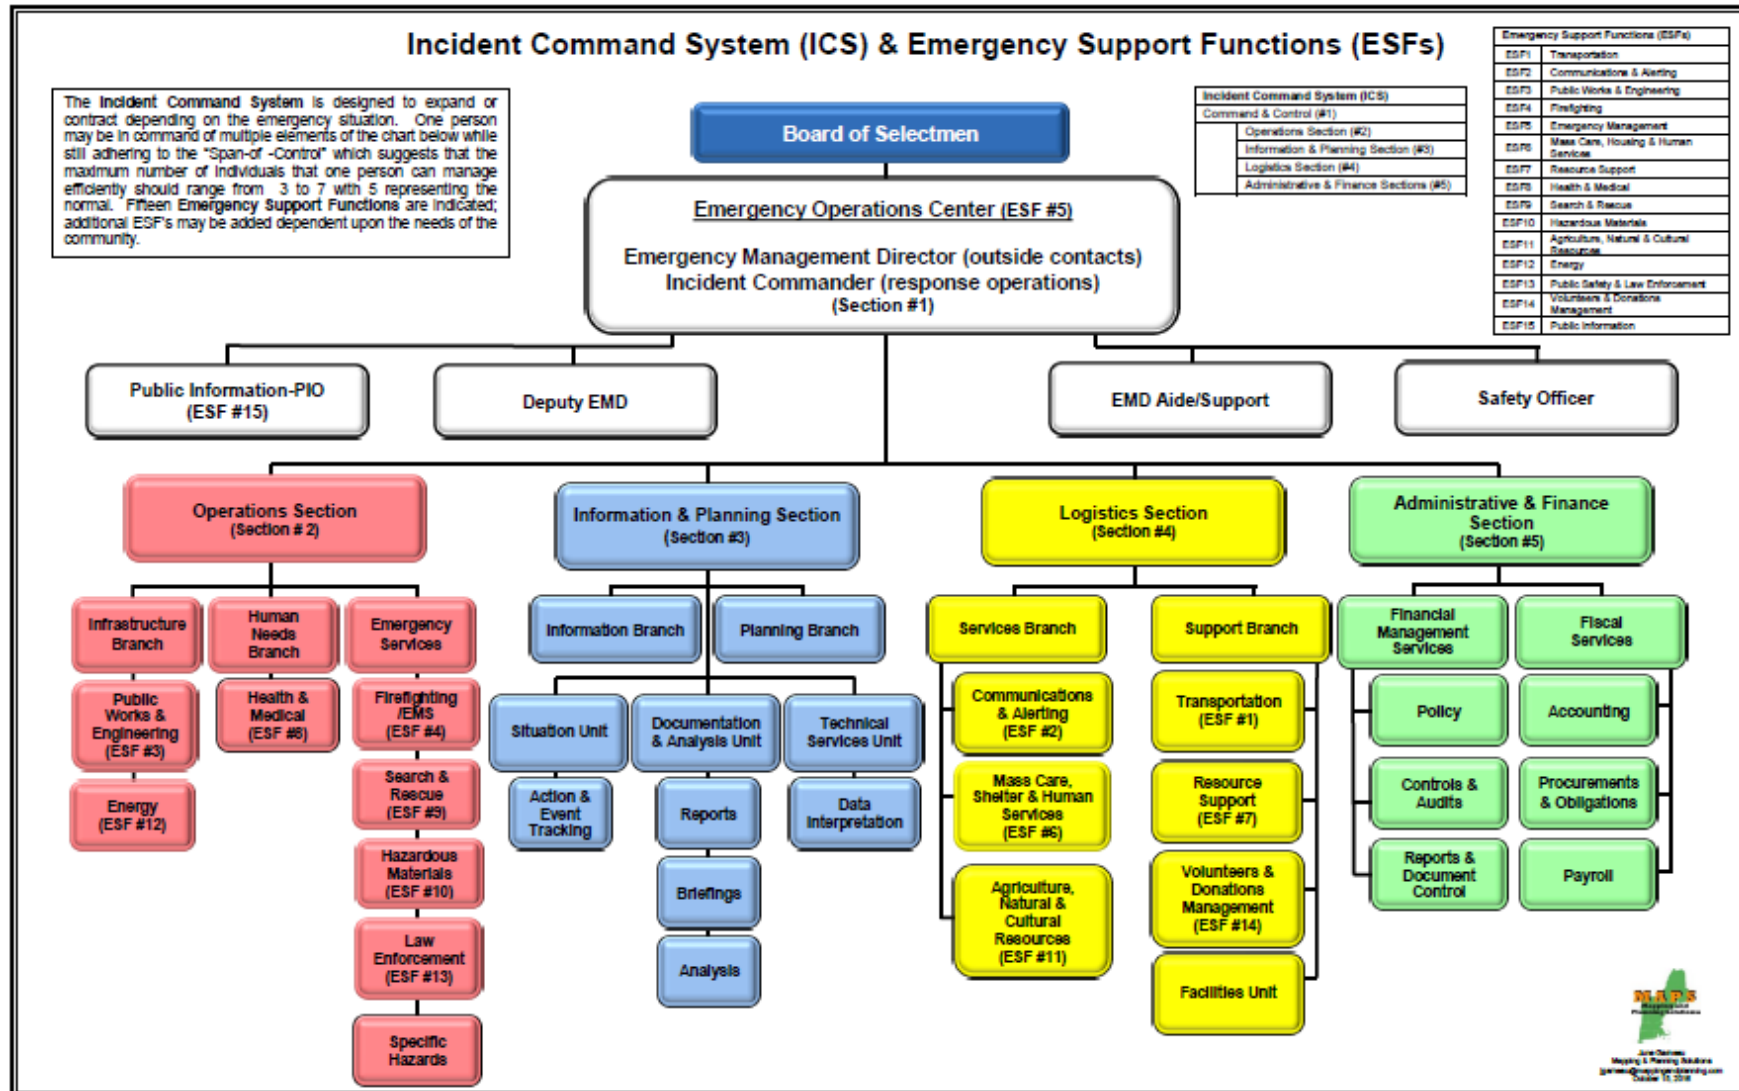 Incident Command System (ICS) & Emergency Support Functions (ESFs)
The Incident Command System is designed to expand or
contract depending on the emergency situation. One person
may be in command of multiple elements of the chart below while
still adhering to the "Span-of -Control" which suggests that the
maximum number of individuals that one person can manage
efficiently should range from 3 to 7 with 5 representing the
normal. Fifteen Emergency Support Functions are indicated;
additional ESF's may be added dependent upon the needs of the
community.
Board of Selectmen
Incident Command System (ICS)
Command & Control (#1)
Operations Section (#2)
Information & Planning Section (#3)
Logistics Section (#4)
Administrative & Finance Sections (#5)
Emergency Support Functions (ESFs)
ESF1 Transportation
ESF2 Communications & Alerting
ESF3 Public Works & Engineering
ESF4 Firefighting
ESF5 Emergency Management
ESF6 Mass Care, Housing & Human
Services
ESF7 Resource Support
ESF8 Health & Medical
ESF9 Search & Rescue
ESF10 Hazardous Materials
ESF11 Agriculture, Natural & Cultural
Resources
ESF12 Energy
ESF13 Public Safety & Law Enforcement
ESF14 Volunteers & Donations
Management
ESF15 Public Information
Emergency Operations Center (ESF #5)
Emergency Management Director (outside contacts)
Incident Commander (response operations)
(Section #1)
Public Information-PIO
(ESF #15)
Deputy EMD
EMD Aide/Support
Safety Officer
Operations Section
(Section # 2)
Information & Planning Section
(Section #3)
Logistics Section
(Section #4)
Administrative & Finance
Section
(Section #5)
Infrastructure
Branch
Human
Needs
Branch
Emergency
Services
Public
Works &
Engineering
(ESF #3)
Health &
Medical
(ESF #8)
Firefighting
/EMS
(ESF #4)
Energy
(ESF #12)
Search &
Rescue
(ESF #9)
Hazardous
Materials
(ESF #10)
Law
Enforcement
(ESF #13)
Specific
Hazards
Information Branch
Planning Branch
Situation Unit
Documentation
& Analysis Unit
Technical
Services Unit
Action &
Event
Tracking
Reports
Data
Interpretation
Briefings
Analysis
Services Branch
Support Branch
Communications
& Alerting
(ESF #2)
Transportation
(ESF #1)
Mass Care,
Shelter & Human
Services
(ESF #6)
Resource
Support
(ESF #7)
Agriculture,
Natural &
Cultural
Resources
(ESF #11)
Volunteers &
Donations
Management
(ESF #14)
Facilities Unit
Financial
Management
Services
Fiscal
Services
Policy
Accounting
Controls &
Audits
Procurements
& Obligations
Reports &
Document
Control
Payroll
MAPS
Mapping and
Planning Solutions
Mapping & Planning Solutions